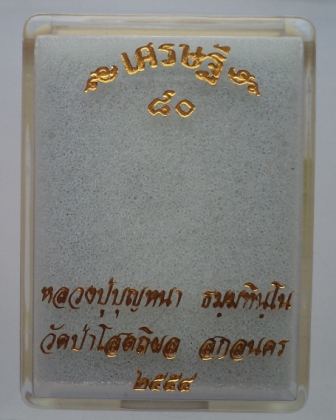 เศรษฐี
๘๐
หลวงปู่บุญหนา ธมฺมทินฺโน
วัดป่าโสตถิผล สกลนคร
๒๕๕๔